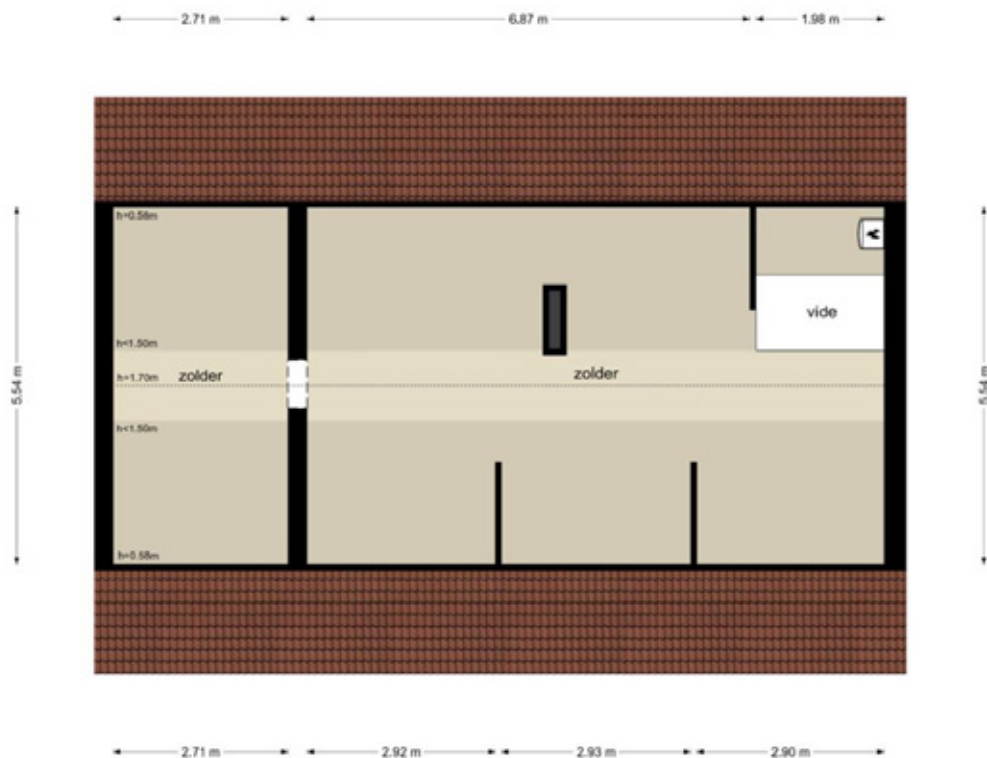 2.71 m
6.87 m
1.98 m
h=0.58m
vide
h<1.50m
h=1.70m
zolder
zolder
5.54 m
5.54 m
h<1.50m
h=0.58m
2.71 m
2.92 m
2.93 m
2.90 m